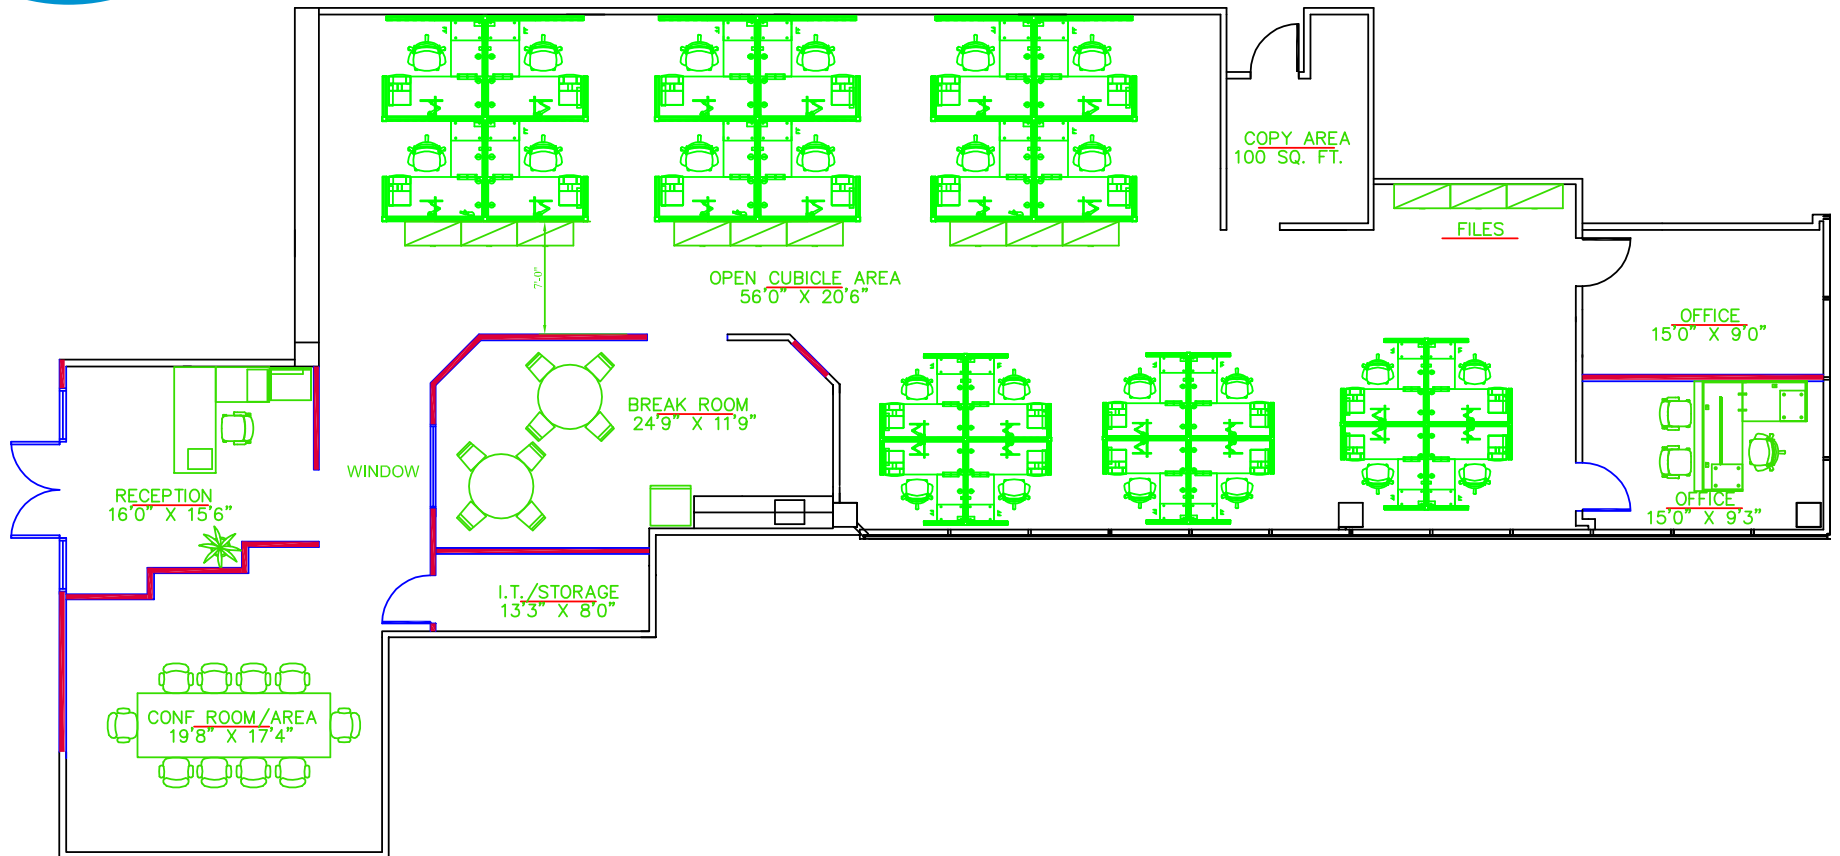 COPY AREA
100 SQ. FT.
FILES
OPEN CUBICLE AREA
56'0" X 20'6"
7'-0"
OFFICE
15'0" X 9'0"
BREAK ROOM
24'9" X 11'9"
WINDOW
RECEPTION
16'0" X 15'6"
OFFICE
15'0" X 9'3"
I.T./STORAGE
13'3" X 8'0"
CONF ROOM/AREA
19'8" X 17'4"